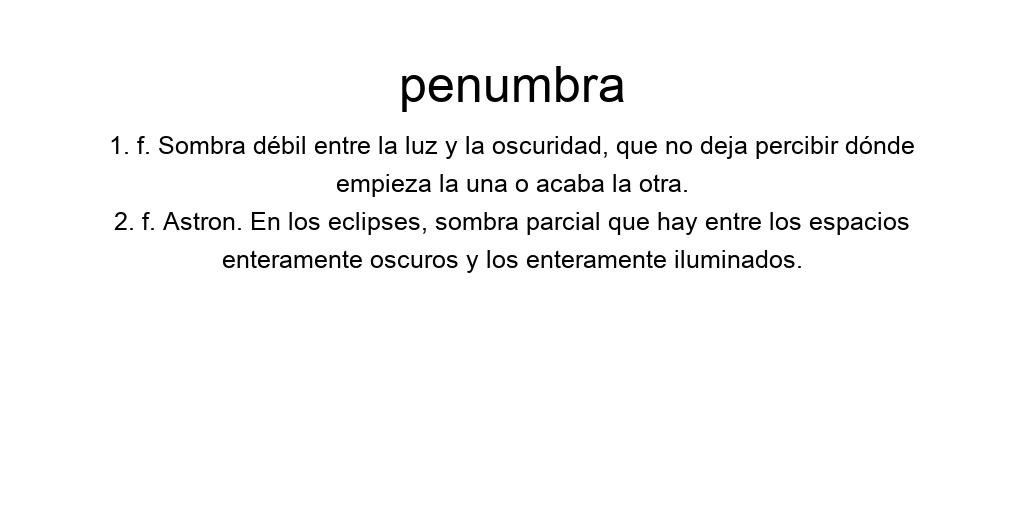 penumbra
1. f. Sombra débil entre la luz y la oscuridad, que no deja percibir dónde
empieza la una o acaba la otra.
2. f. Astron. En los eclipses, sombra parcial que hay entre los espacios
enteramente oscuros y los enteramente iluminados.